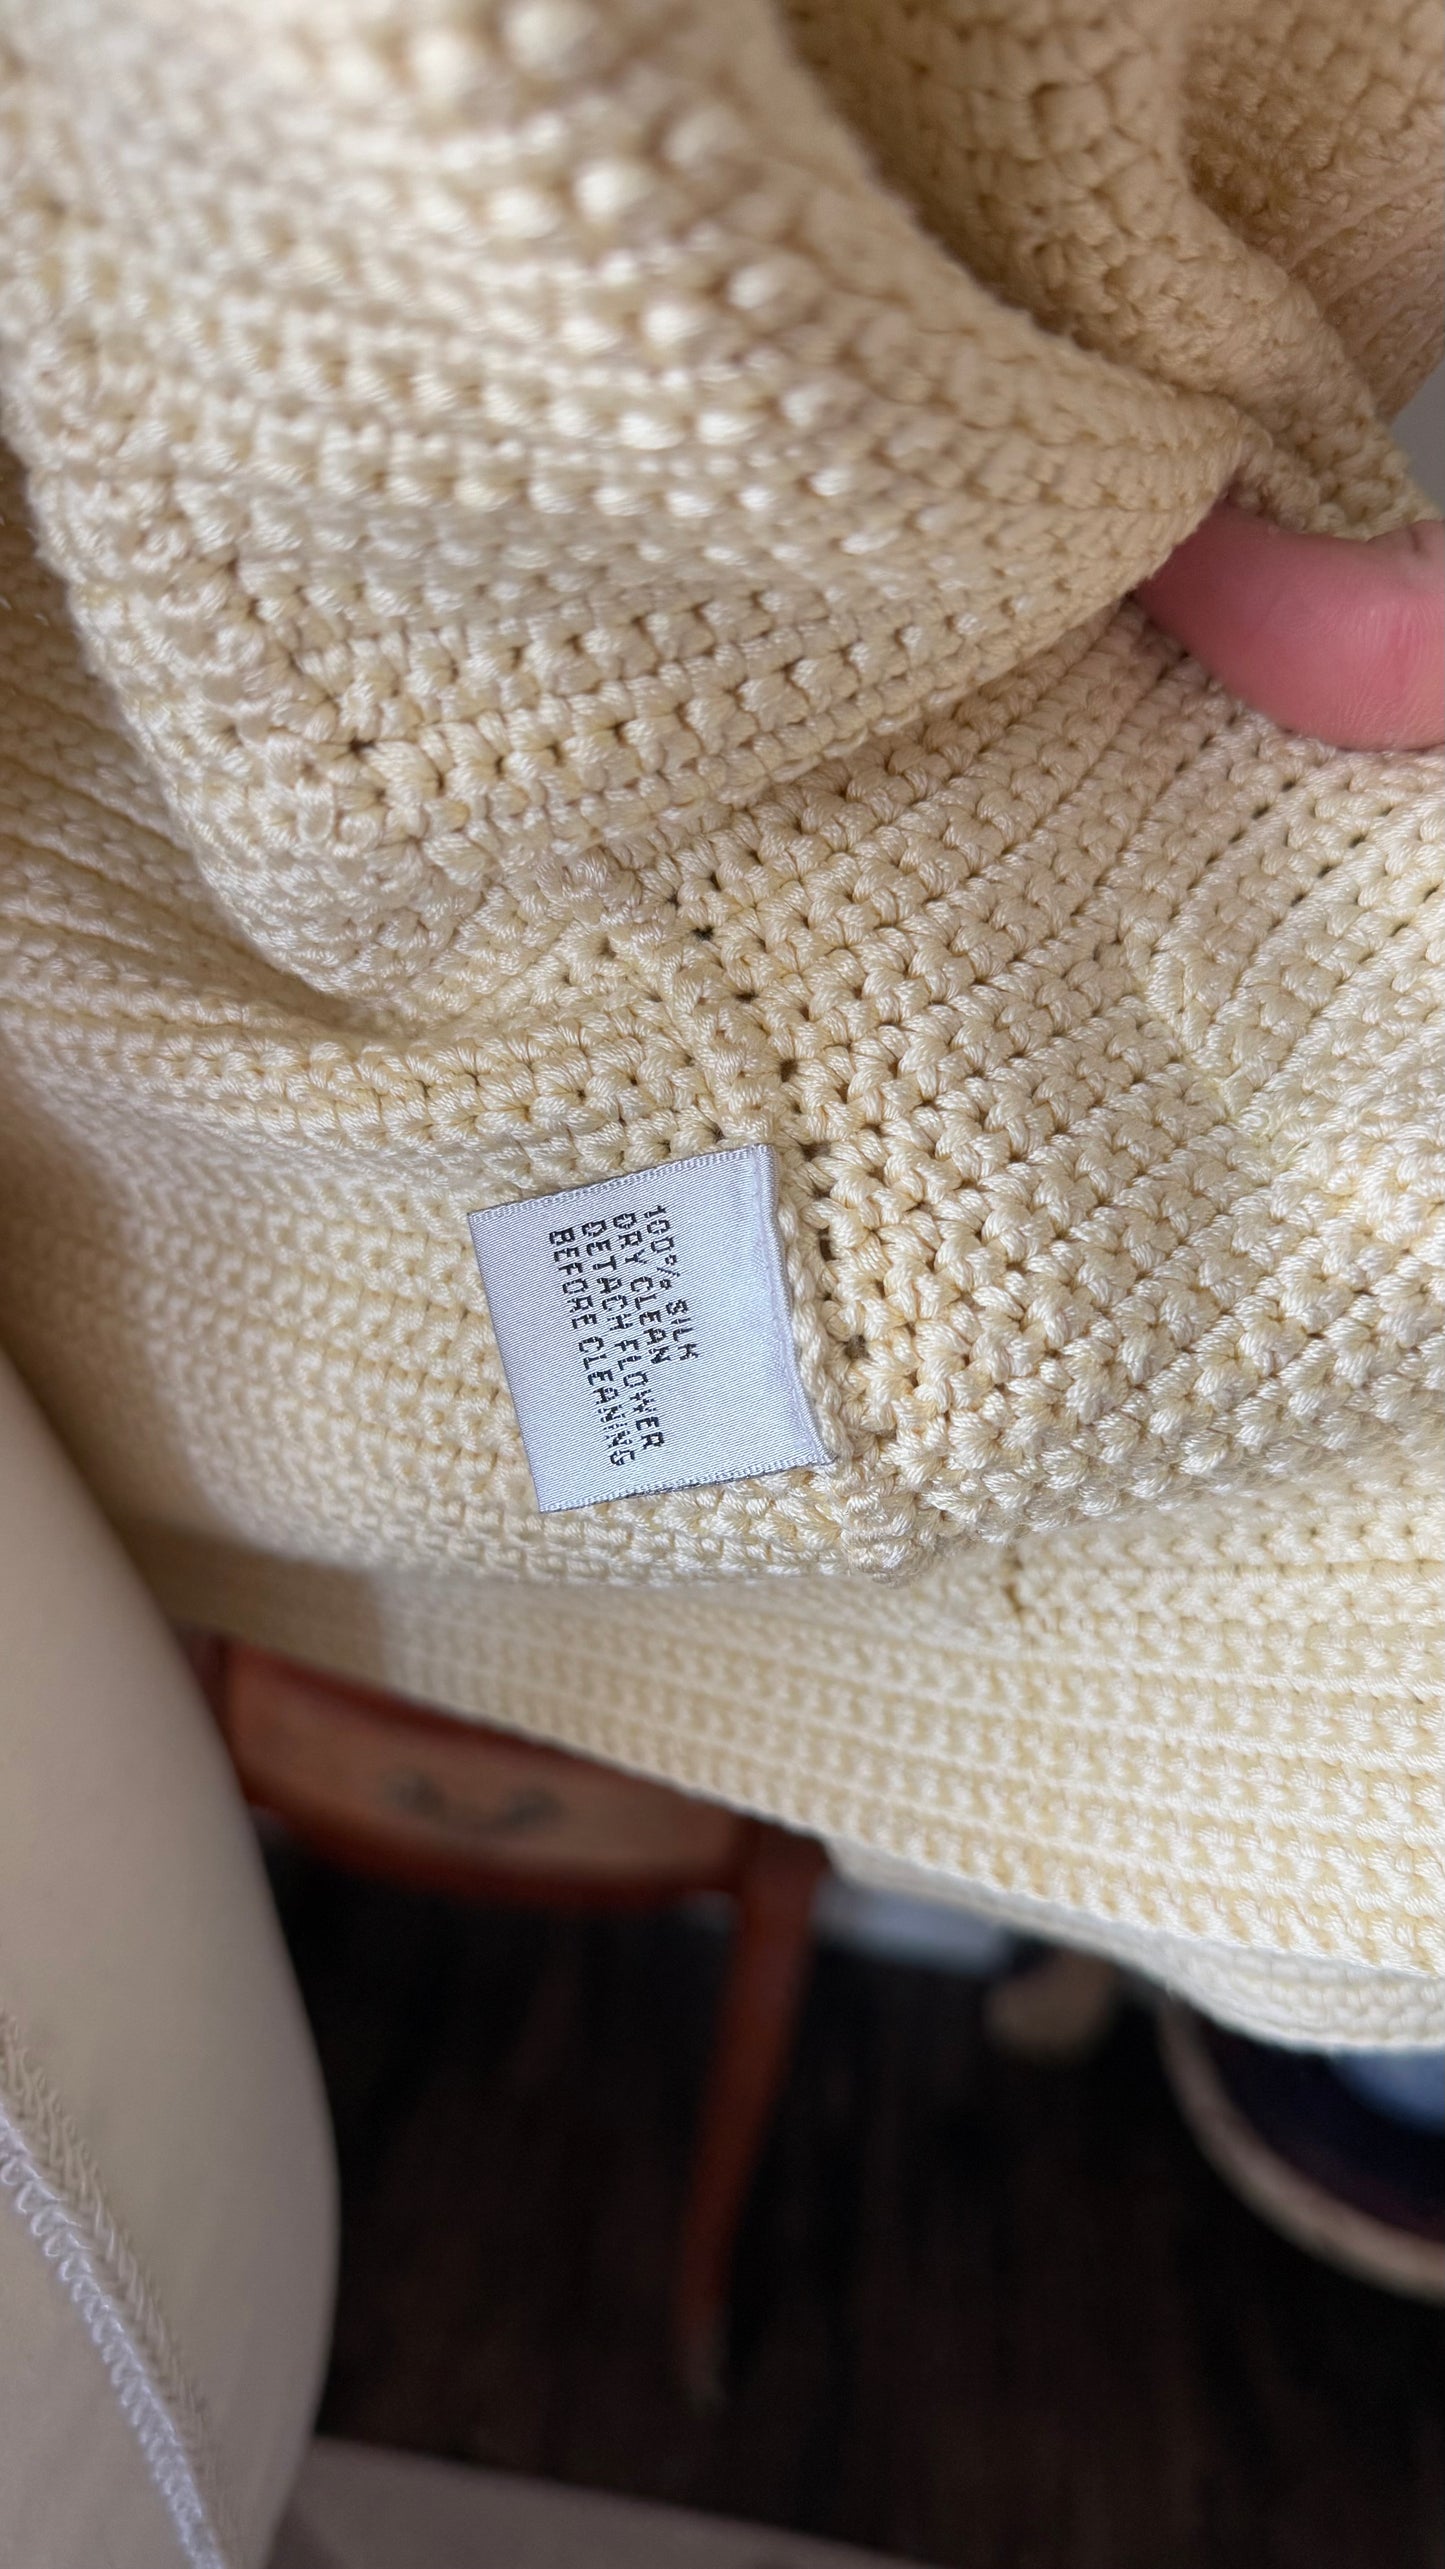 100% SILK
DRY CLEAN
DETACH FLOWER
BEFORE CLEANING